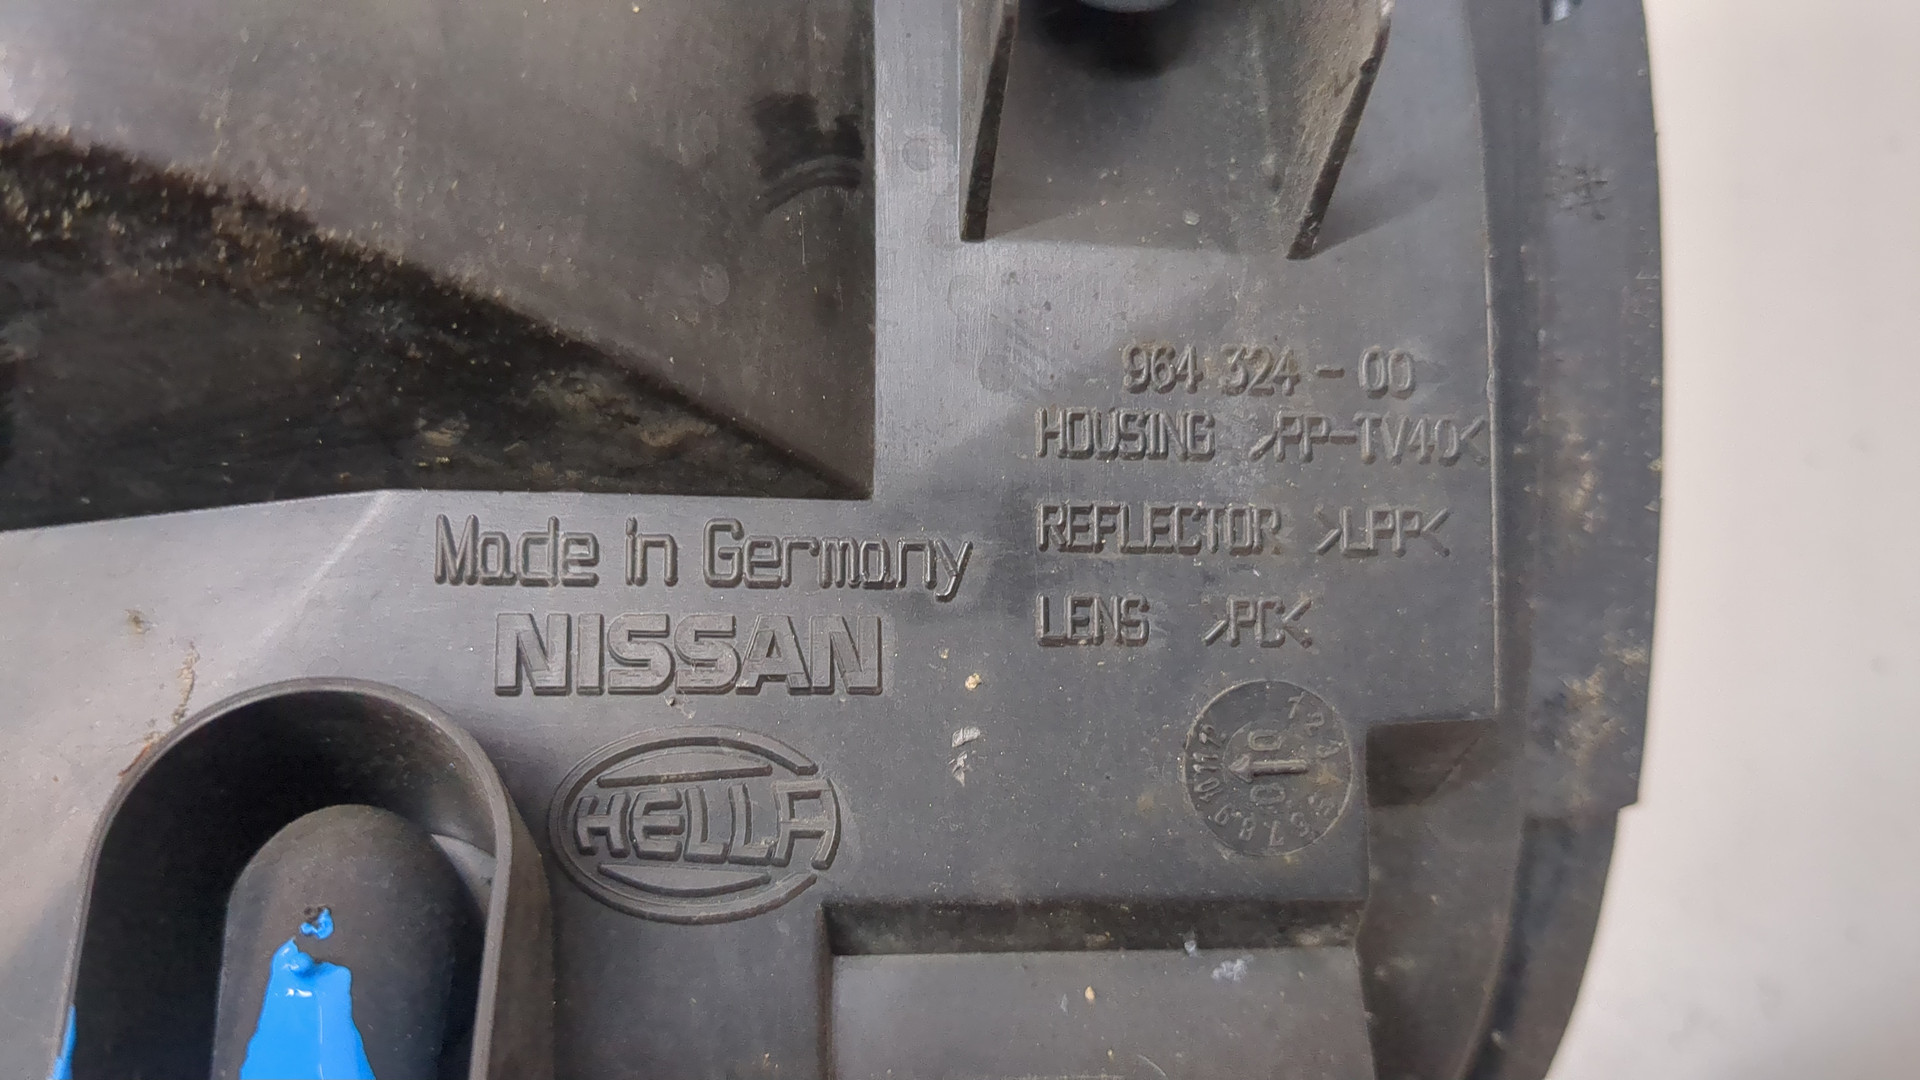 964 324-00
HOUSING >PP-TV40<
REFLECTOR >LPP<
LENS >PC<
Made in Germany
NISSAN
HELLA